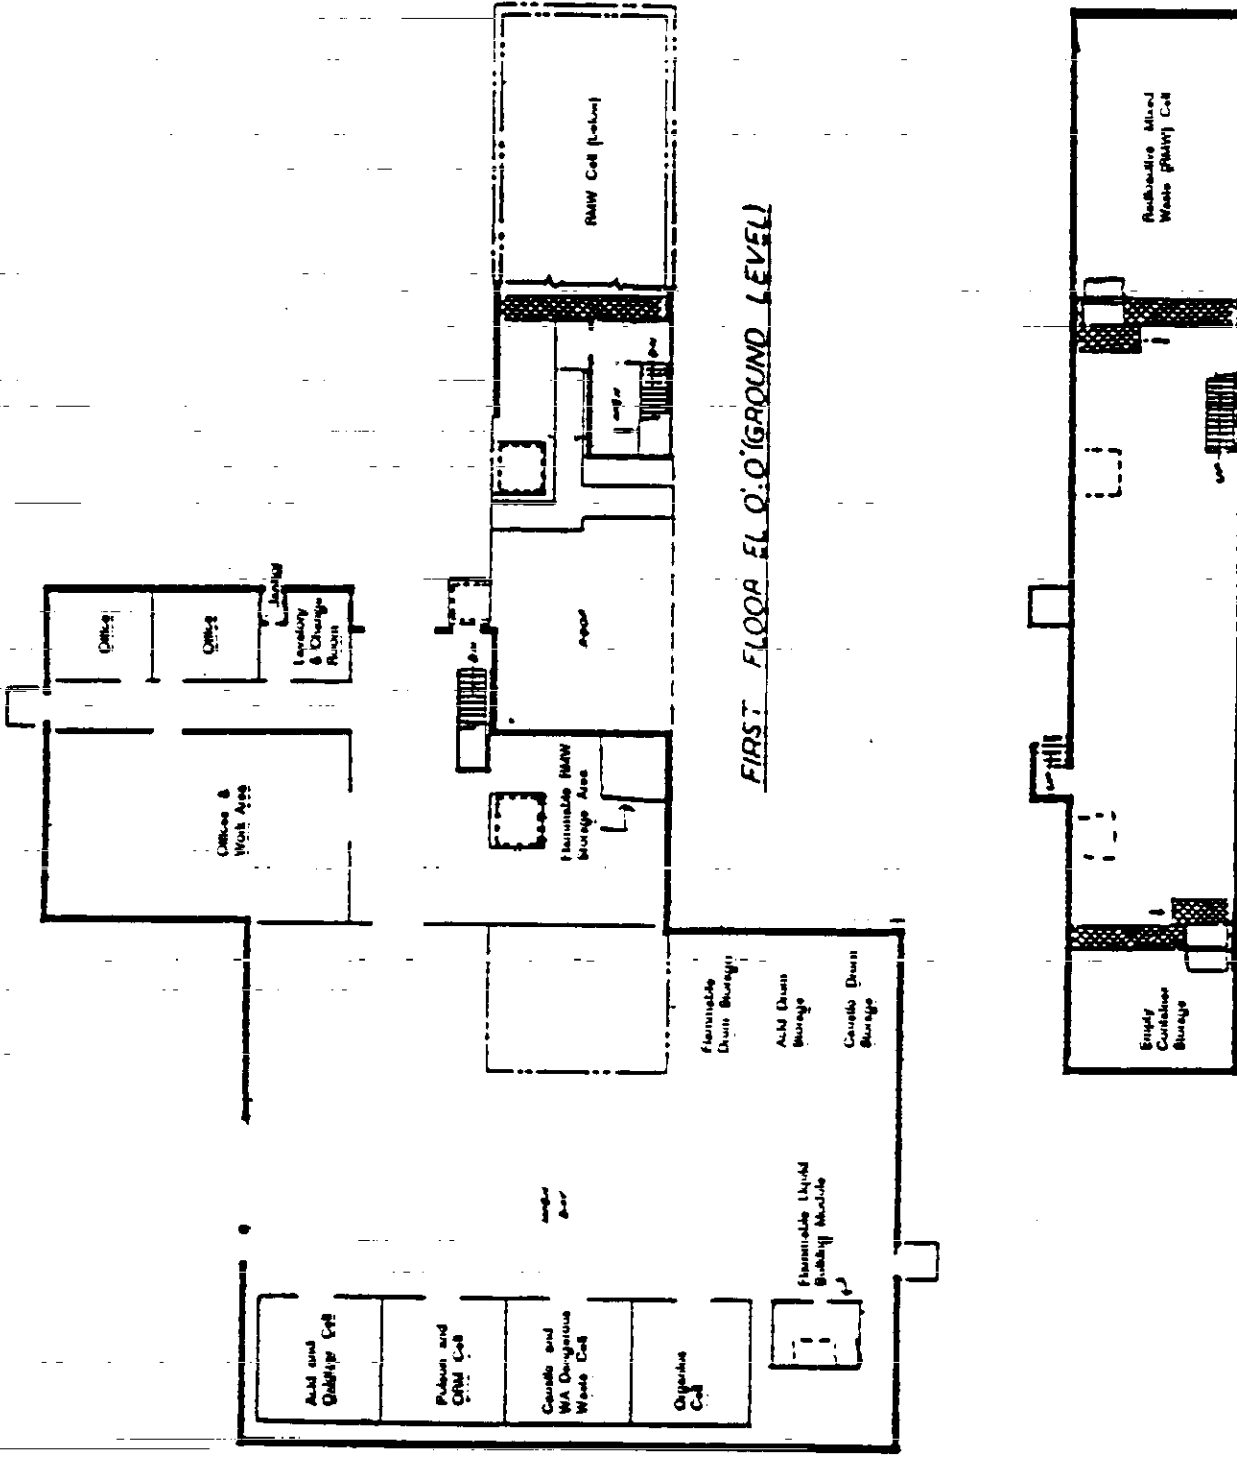 RMW Cell (below)
Radioactive Mixed
Waste (RMW) Cell
FIRST FLOOR EL 0'.0" (GROUND LEVEL)
Office
Office
Janitor
Lavatory
& Change
Room
Offices &
Work Area
Flammable RMW
Storage Area
Flammable
Drum Storage
Acid Drum
Storage
Caustic Drum
Storage
Empty
Container
Storage
Flammable Liquid
Building Module
Acid and
Oxidizer Cell
Poison and
ORM Cell
Caustic and
WA Dangerous
Waste Cell
Organics
Cell